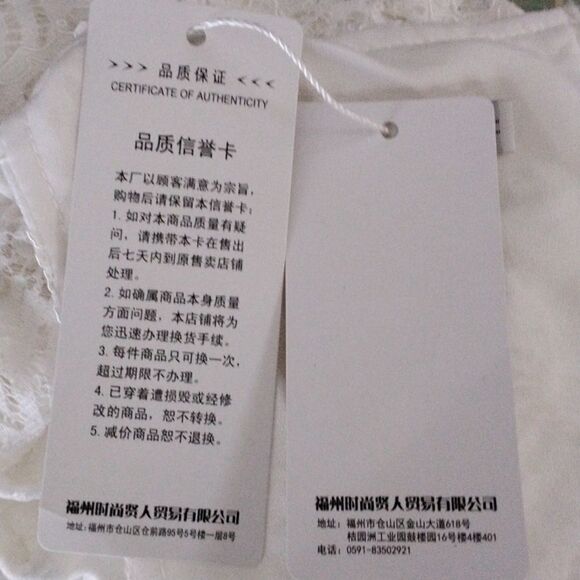 >>> 品质保证 <<<
CERTIFICATE OF AUTHENTICITY
品质信誉卡
本厂以顾客满意为宗旨，
购物后请保留本信誉卡：
1. 如对本商品质量有疑
问，请携带本卡在售出
后七天内到原售卖店铺
处理。
2. 如确属商品本身质量
方面问题，本店铺将为
您迅速办理换货手续。
3. 每件商品只可换一次，
超过期限不办理。
4. 已穿着遭损毁或经修
改的商品，恕不转换。
5. 减价商品恕不退换。
福州时尚贤人贸易有限公司
地址：福州市仓山区仓前路95号5号楼一层8号
福州时尚贤人贸易有限公司
地址：福州市仓山区金山大道618号
桔园洲工业园鼓楼园16号楼4楼401
电话：0591-83502921